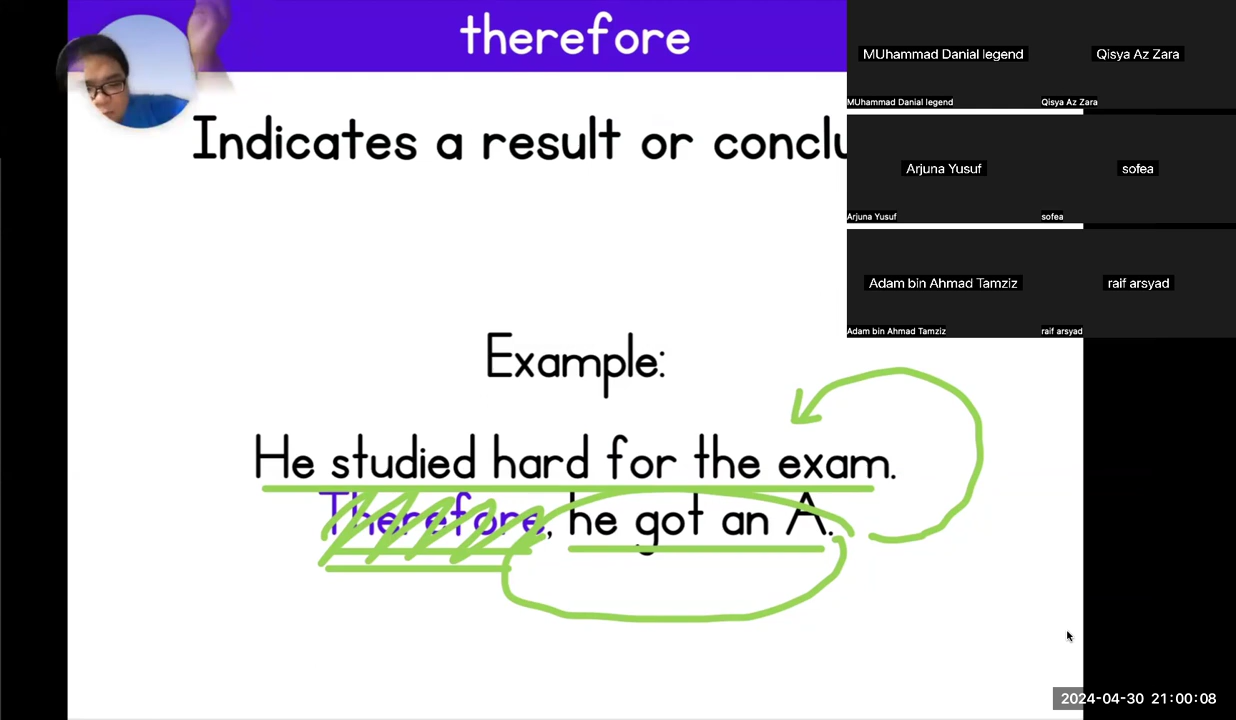 therefore
Indicates a result or conclu
Example:
He studied hard for the exam.
Therefore, he got an A.
MUhammad Danial legend
MUhammad Danial legend
Qisya Az Zara
Qisya Az Zara
Arjuna Yusuf
Arjuna Yusuf
sofea
sofea
Adam bin Ahmad Tamziz
Adam bin Ahmad Tamziz
raif arsyad
raif arsyad
2024-04-30 21:00:08